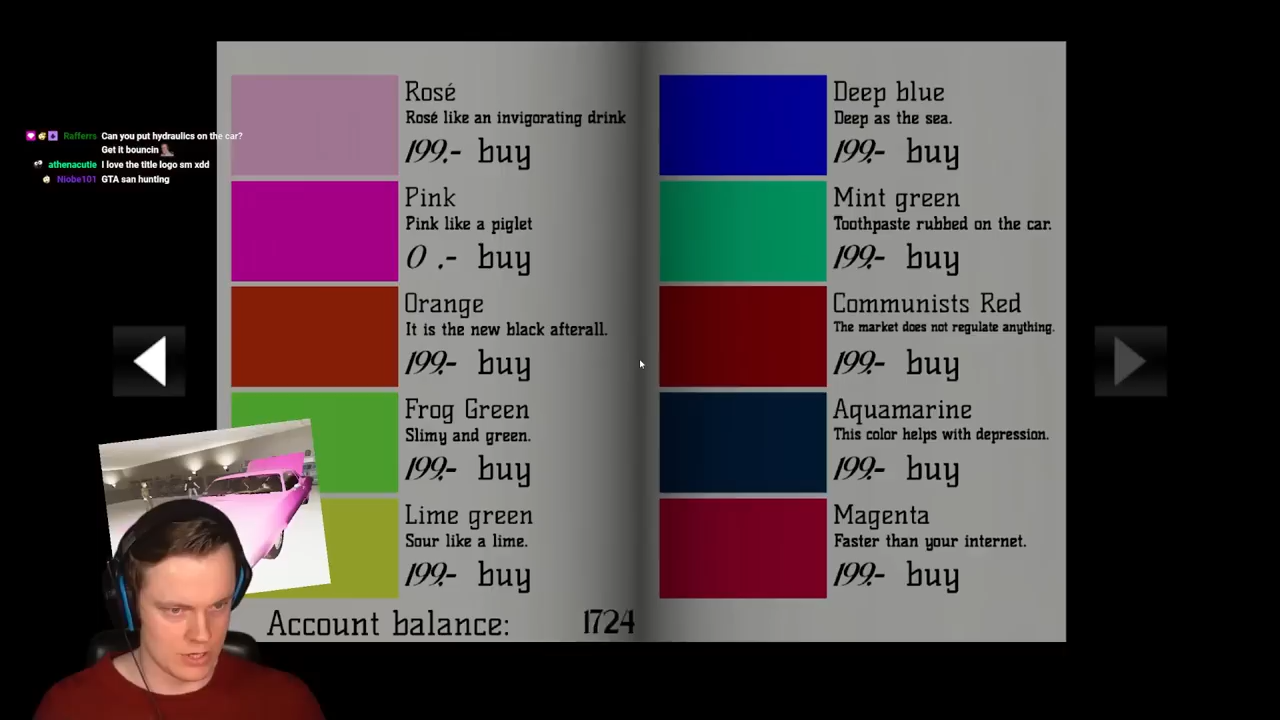 Rafferrs Can you put hydraulics on the car?
Get it bouncin
athenacutie I love the title logo sm xdd
Niobe101 GTA san hunting
Rosé
Rosé like an invigorating drink
199.- buy
Pink
Pink like a piglet
0 .- buy
Orange
It is the new black afterall.
199.- buy
Frog Green
Slimy and green.
199.- buy
Lime green
Sour like a lime.
199.- buy
Account balance: 1724
Deep blue
Deep as the sea.
199.- buy
Mint green
Toothpaste rubbed on the car.
199.- buy
Communists Red
The market does not regulate anything.
199.- buy
Aquamarine
This color helps with depression.
199.- buy
Magenta
Faster than your internet.
199.- buy